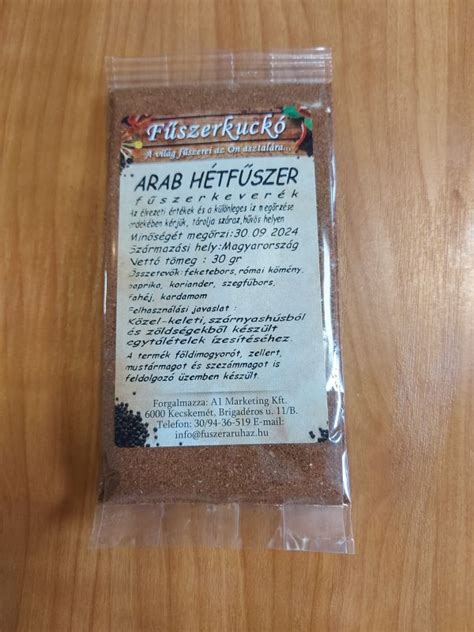 Fűszerkuckó
A világ fűszerei az Ön asztalára...
ARAB HÉTFŰSZER
fűszerkeverék
Az élvezeti értékek és a különleges íz megőrzése
érdekében kérjük, tárolja száraz, hűvös helyen
Minőségét megőrzi:30.09.2024
Származási hely:Magyarország
Nettó tömeg : 30 gr
Összetevők: feketebors, római kömény,
paprika, koriander, szegfűbors,
fahéj, kardamom
Felhasználási javaslat :
Közel-keleti, szárnyashúsból
és zöldségekből készült
egytálételek ízesítéséhez.
A termék földimogyorót, zellert,
mustármagot és szezámmagot is
feldolgozó üzemben készült.
Forgalmazza: A1 Marketing Kft.
6000 Kecskemét, Brigadéros u. 11/B.
Telefon: 30/94-36-519 E-mail:
info@fuszeraruhaz.hu